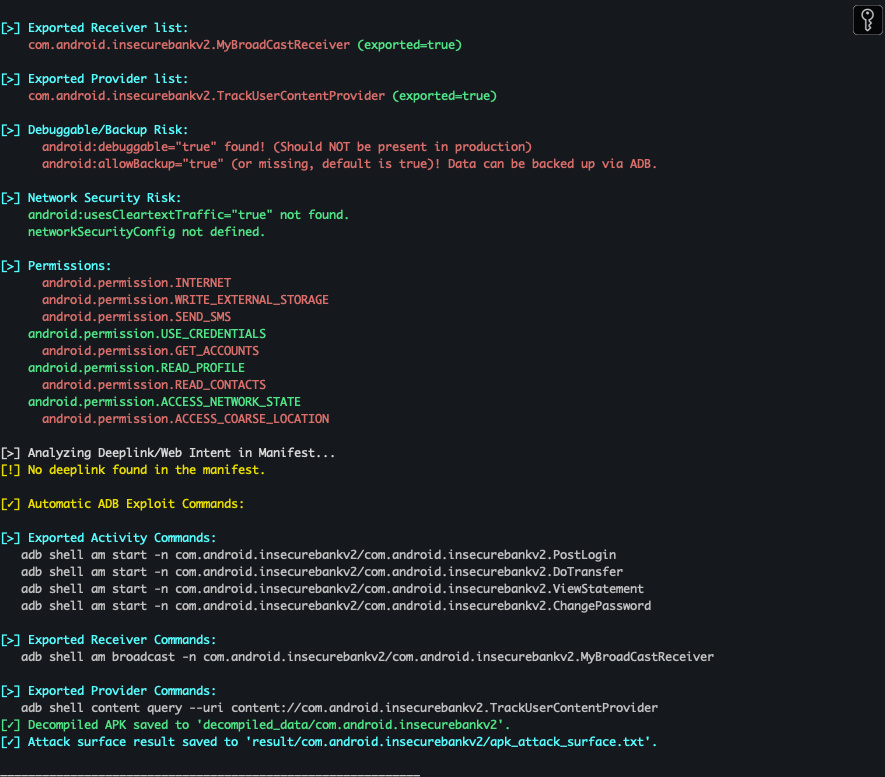 [>] Exported Receiver list:
com.android.insecurebankv2.MyBroadCastReceiver (exported=true)
[>] Exported Provider list:
com.android.insecurebankv2.TrackUserContentProvider (exported=true)
[>] Debuggable/Backup Risk:
android:debuggable="true" found! (Should NOT be present in production)
android:allowBackup="true" (or missing, default is true)! Data can be backed up via ADB.
[>] Network Security Risk:
android:usesCleartextTraffic="true" not found.
networkSecurityConfig not defined.
[>] Permissions:
android.permission.INTERNET
android.permission.WRITE_EXTERNAL_STORAGE
android.permission.SEND_SMS
android.permission.USE_CREDENTIALS
android.permission.GET_ACCOUNTS
android.permission.READ_PROFILE
android.permission.READ_CONTACTS
android.permission.ACCESS_NETWORK_STATE
android.permission.ACCESS_COARSE_LOCATION
[>] Analyzing Deeplink/Web Intent in Manifest...
[!] No deeplink found in the manifest.
[✓] Automatic ADB Exploit Commands:
[>] Exported Activity Commands:
adb shell am start -n com.android.insecurebankv2/com.android.insecurebankv2.PostLogin
adb shell am start -n com.android.insecurebankv2/com.android.insecurebankv2.DoTransfer
adb shell am start -n com.android.insecurebankv2/com.android.insecurebankv2.ViewStatement
adb shell am start -n com.android.insecurebankv2/com.android.insecurebankv2.ChangePassword
[>] Exported Receiver Commands:
adb shell am broadcast -n com.android.insecurebankv2/com.android.insecurebankv2.MyBroadCastReceiver
[>] Exported Provider Commands:
adb shell content query --uri content://com.android.insecurebankv2.TrackUserContentProvider
[✓] Decompiled APK saved to 'decompiled_data/com.android.insecurebankv2'.
[✓] Attack surface result saved to 'result/com.android.insecurebankv2/apk_attack_surface.txt'.